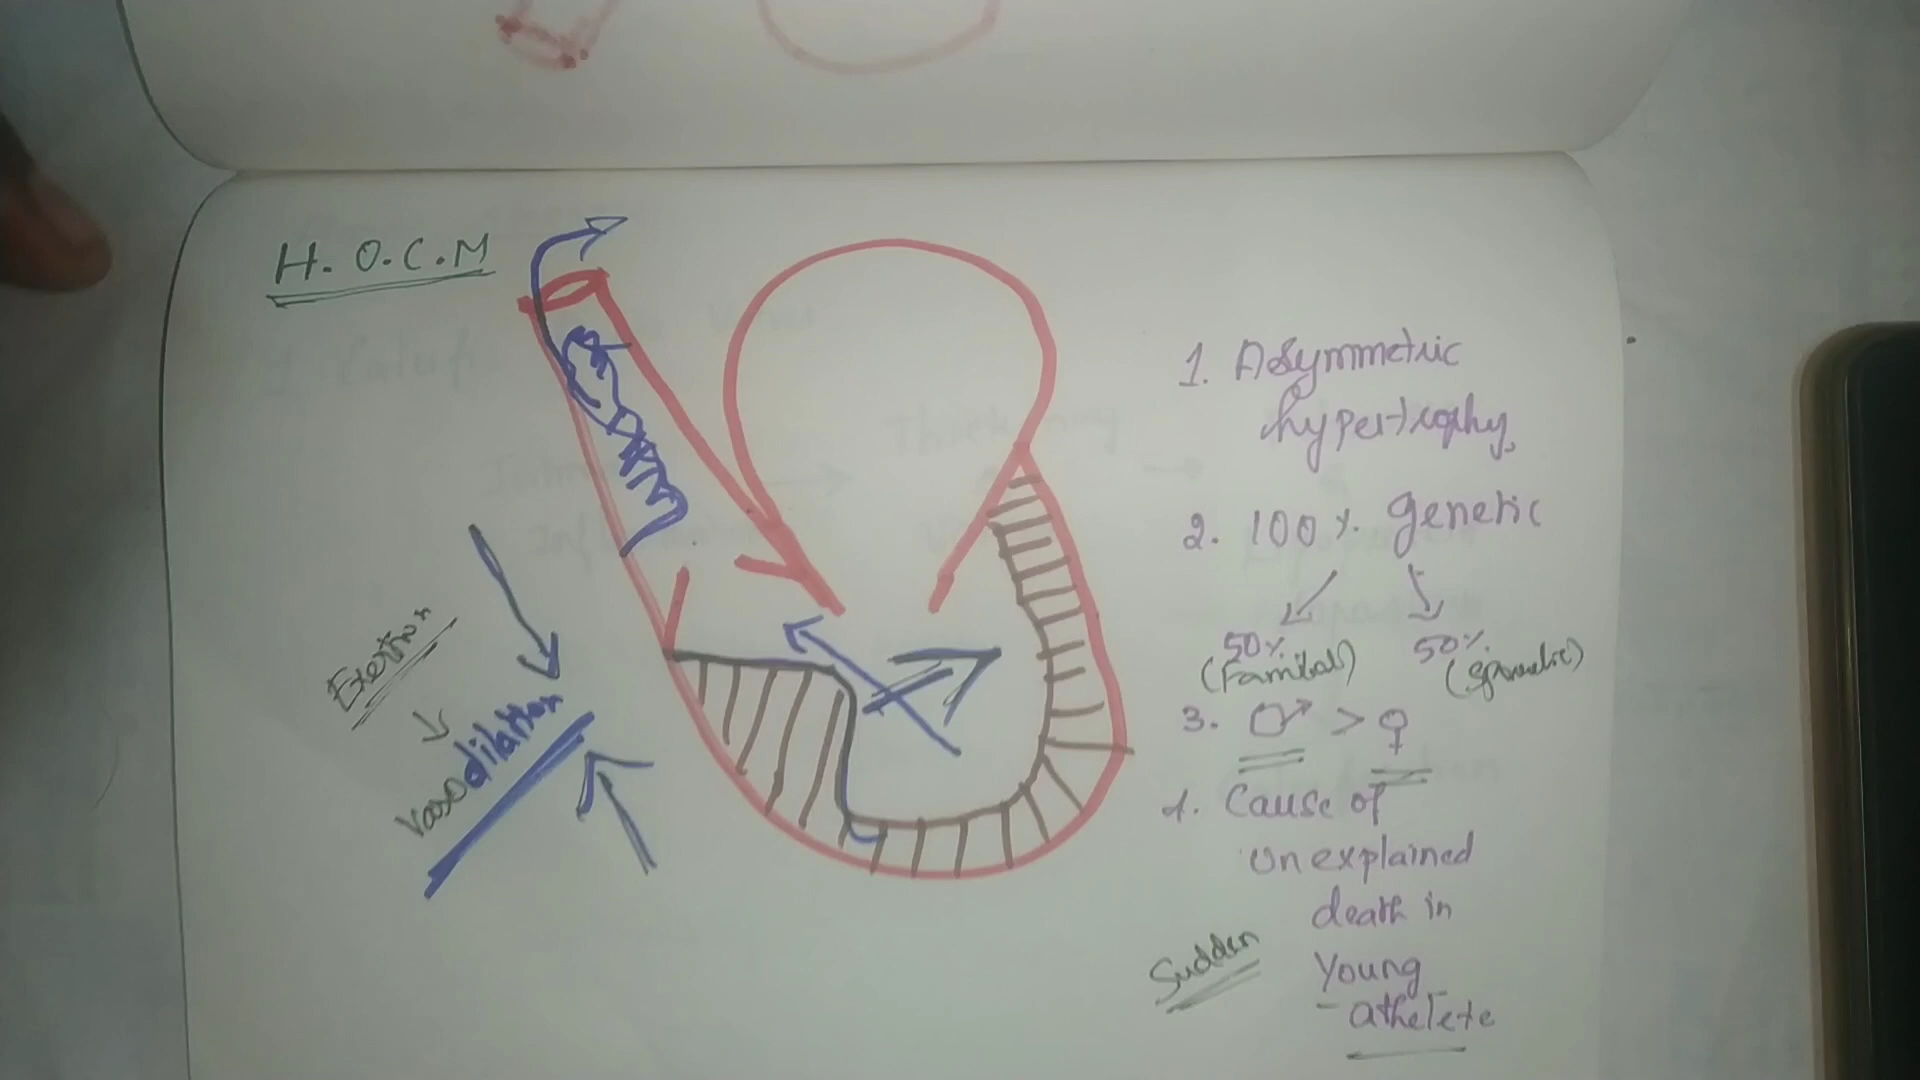 H. O. C. M
Exertion
Vasodilation
1. Asymmetric
hypertrophy
2. 100% genetic
50%
(Familial)
50%
(Sporadic)
3. ♂ > ♀
4. Cause of
Unexplained
death in
Sudden
Young
athelete
Thickening